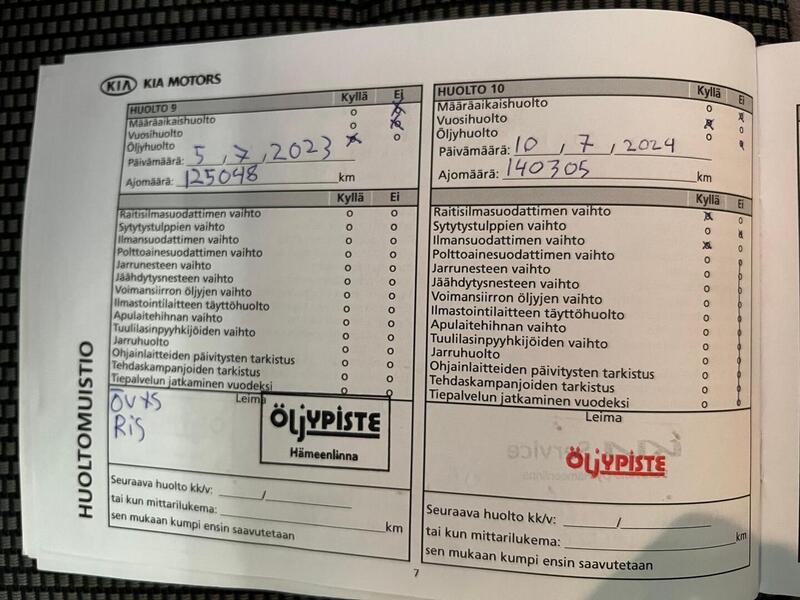 KIA KIA MOTORS
HUOLTO 9 Kyllä Ei
Määräaikaishuolto o x
Vuosihuolto o x
Öljyhuolto x o
Päivämäärä: 5, 7, 2023
Ajomäärä: 125048 km
Kyllä Ei
Raitisilmasuodattimen vaihto o o
Sytytystulppien vaihto o o
Ilmansuodattimen vaihto o o
Polttoainesuodattimen vaihto o o
Jarrunesteen vaihto o o
Jäähdytysnesteen vaihto o o
Voimansiirron öljyjen vaihto o o
Ilmastointilaitteen täyttöhuolto o o
Apulaitehihnan vaihto o o
Tuulilasinpyyhkijöiden vaihto o o
Jarruhuolto o o
Ohjainlaitteiden päivitysten tarkistus o o
Tehdaskampanjoiden tarkistus o o
Tiepalvelun jatkaminen vuodeksi o o
Leima
ÖVXS
RiS
ÖLjYPISTE
Hämeenlinna
Seuraava huolto kk/v: /
tai kun mittarilukema: km
sen mukaan kumpi ensin saavutetaan
HUOLTOMUISTIO
HUOLTO 10 Kyllä Ei
Määräaikaishuolto o x
Vuosihuolto x o
Öljyhuolto o x
Päivämäärä: 10, 7, 2024
Ajomäärä: 140305 km
Kyllä Ei
Raitisilmasuodattimen vaihto x o
Sytytystulppien vaihto o x
Ilmansuodattimen vaihto x o
Polttoainesuodattimen vaihto o o
Jarrunesteen vaihto o o
Jäähdytysnesteen vaihto o o
Voimansiirron öljyjen vaihto o o
Ilmastointilaitteen täyttöhuolto o o
Apulaitehihnan vaihto o o
Tuulilasinpyyhkijöiden vaihto o o
Jarruhuolto o o
Ohjainlaitteiden päivitysten tarkistus o o
Tehdaskampanjoiden tarkistus o o
Tiepalvelun jatkaminen vuodeksi o o
Leima
ÖLjYPISTE
Seuraava huolto kk/v: /
tai kun mittarilukema: km
sen mukaan kumpi ensin saavutetaan
7